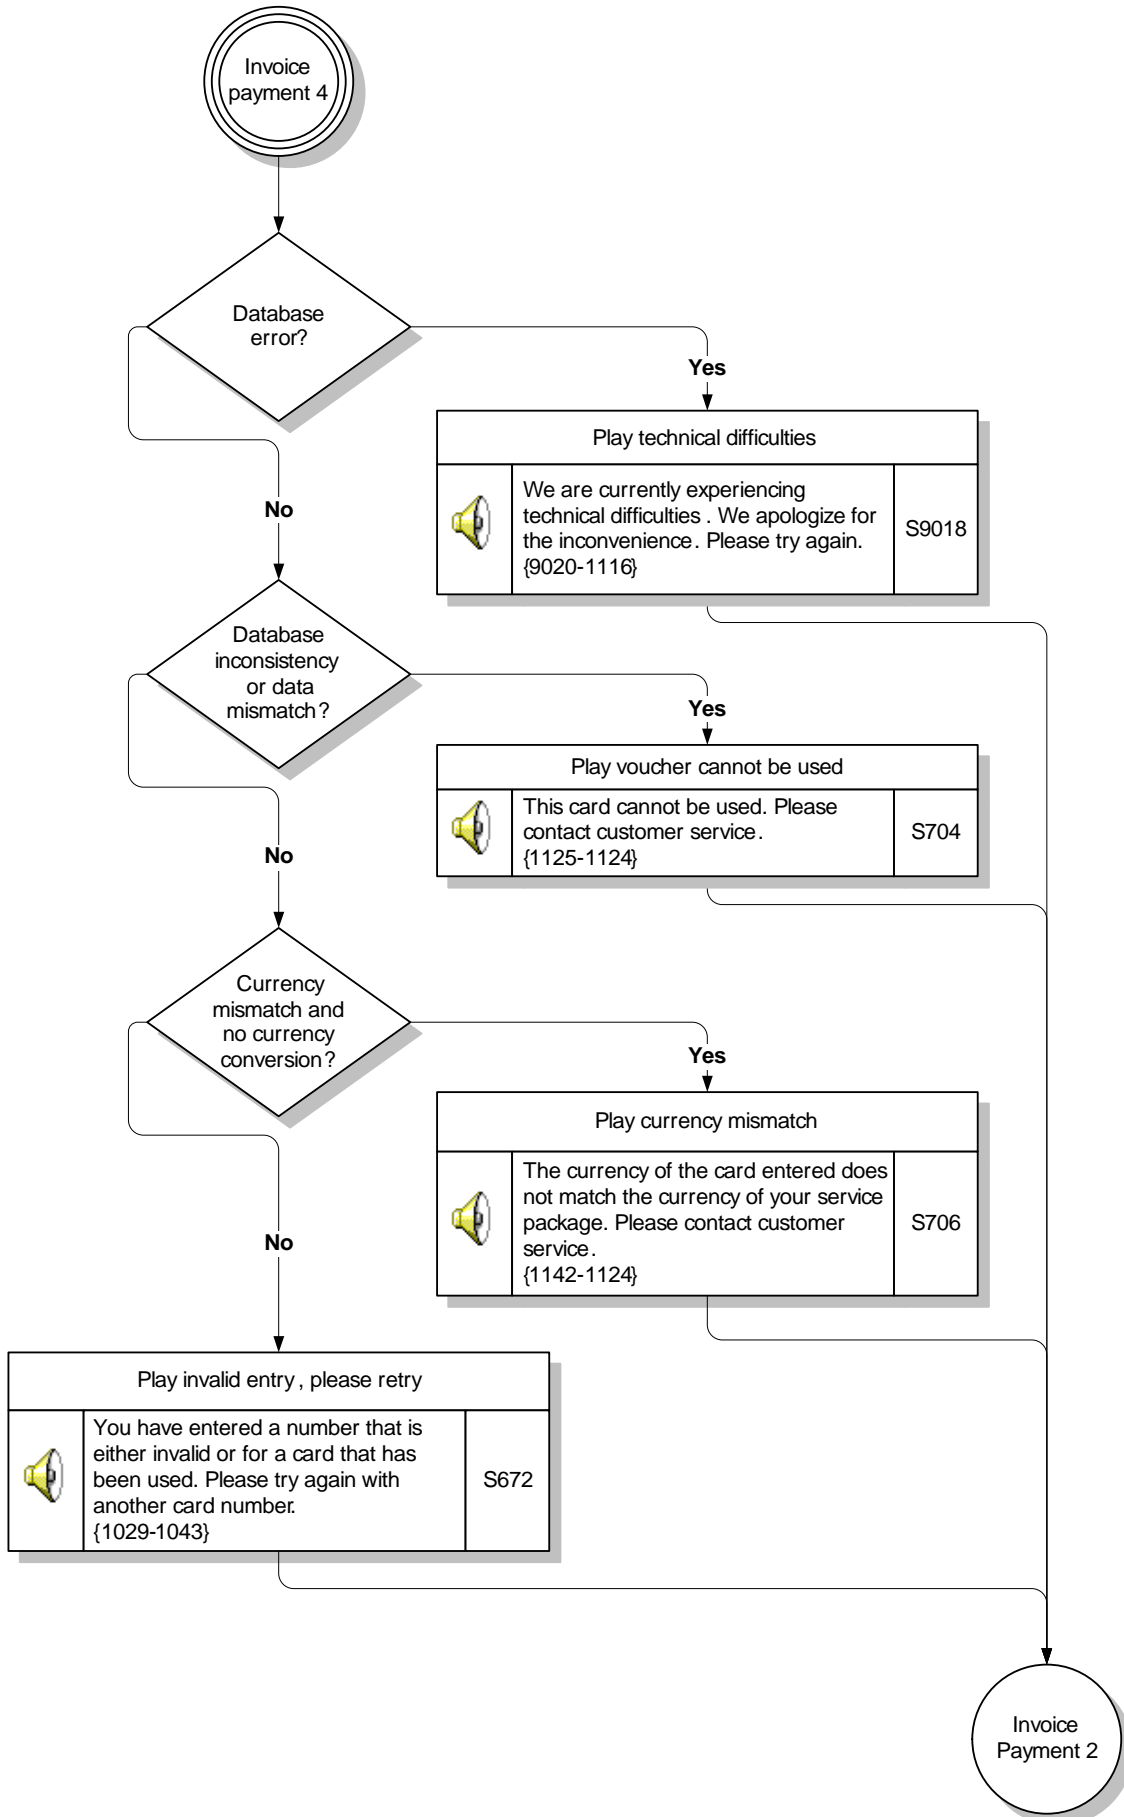 Invoice
payment 4
Database
error?
Yes
Play technical difficulties
We are currently experiencing
technical difficulties. We apologize for
the inconvenience. Please try again.
{9020-1116}
S9018
No
Database
inconsistency
or data
mismatch?
Yes
Play voucher cannot be used
This card cannot be used. Please
contact customer service.
{1125-1124}
S704
No
Currency
mismatch and
no currency
conversion?
Yes
Play currency mismatch
The currency of the card entered does
not match the currency of your service
package. Please contact customer
service.
{1142-1124}
S706
No
Play invalid entry, please retry
You have entered a number that is
either invalid or for a card that has
been used. Please try again with
another card number.
{1029-1043}
S672
Invoice
Payment 2